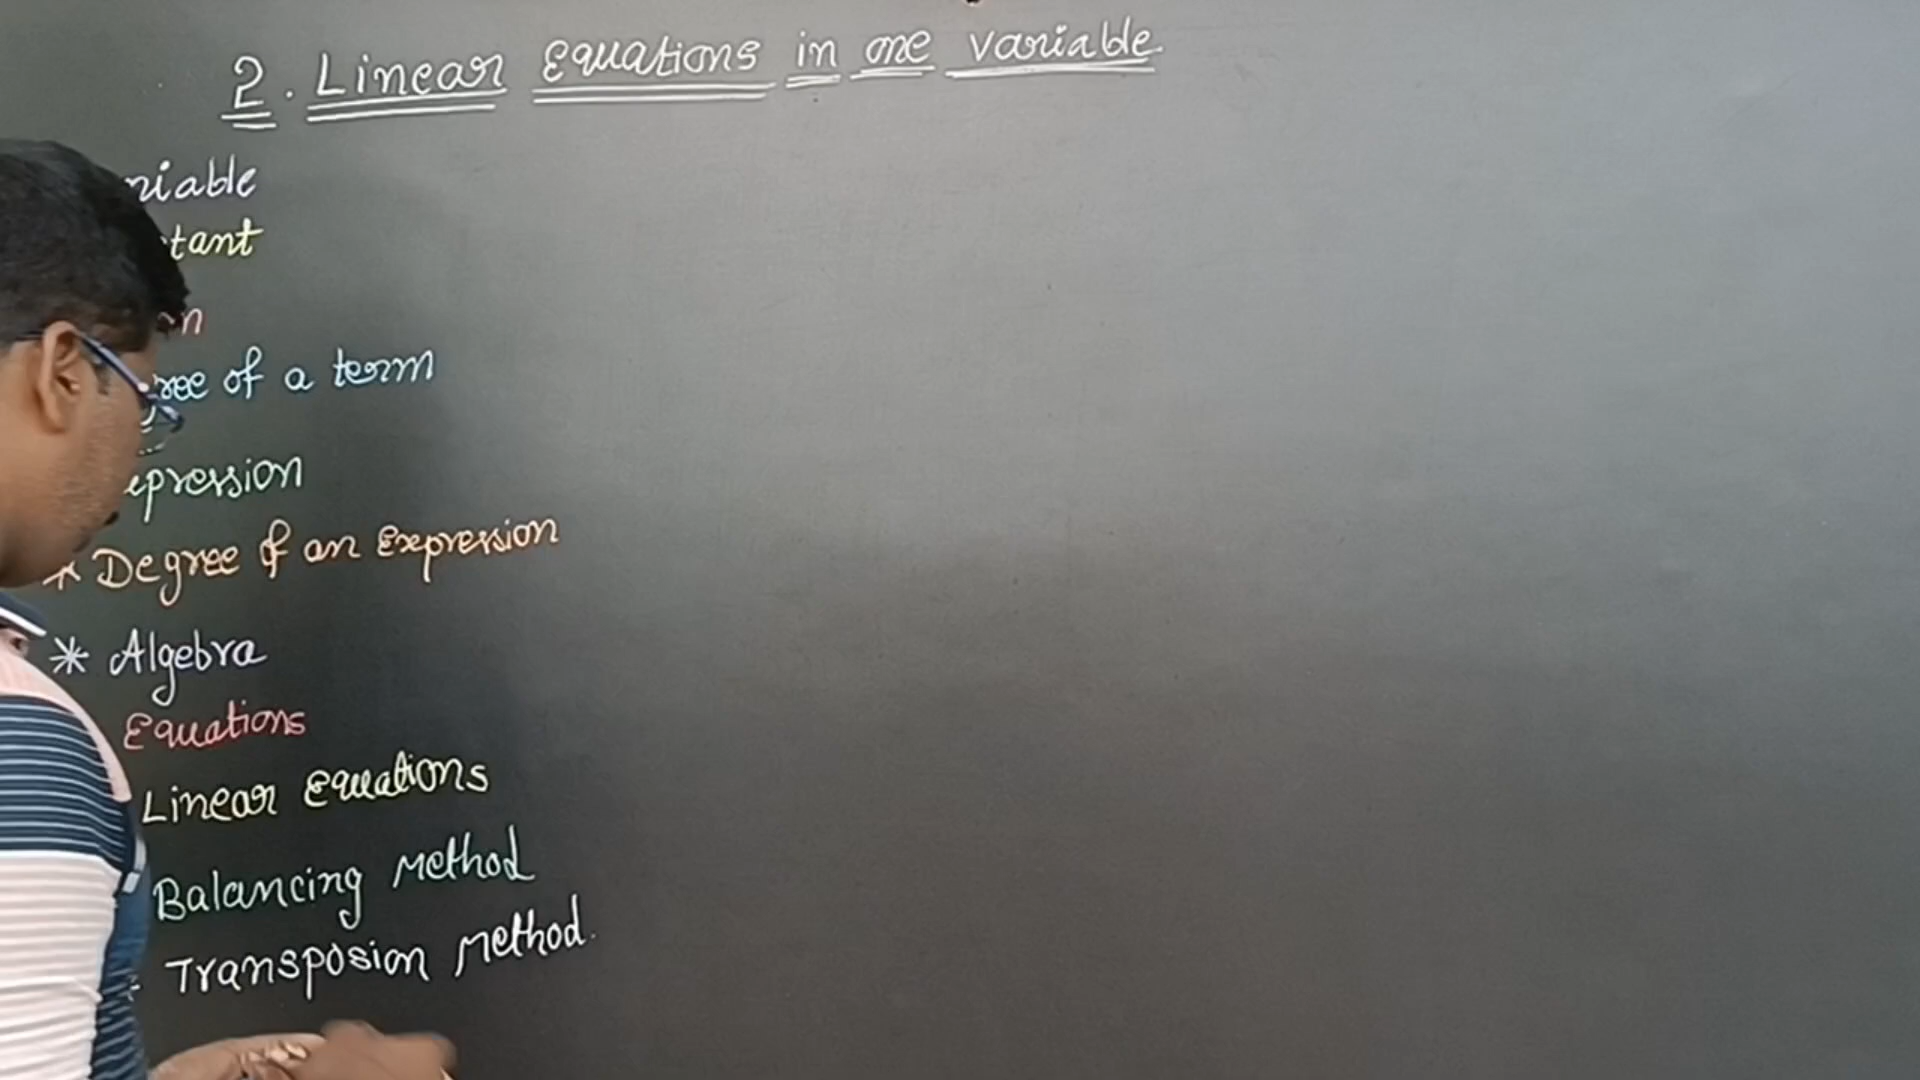 2. Linear Equations in one variable.
riable
tant
ree of a term
xpression
* Degree of an Expression
* Algebra
Equations
Linear Equations
Balancing Method
Transposion Method.